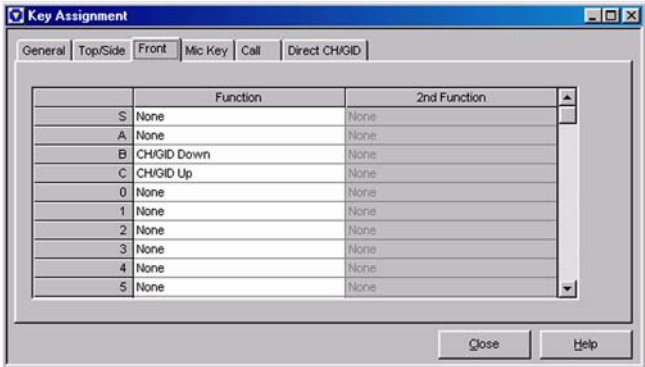 Key Assignment
General Top/Side Front Mic Key Call Direct CH/GID
Function 2nd Function
S None None
A None None
B CH/GID Down None
C CH/GID Up None
0 None None
1 None None
2 None None
3 None None
4 None None
5 None None
Close Help